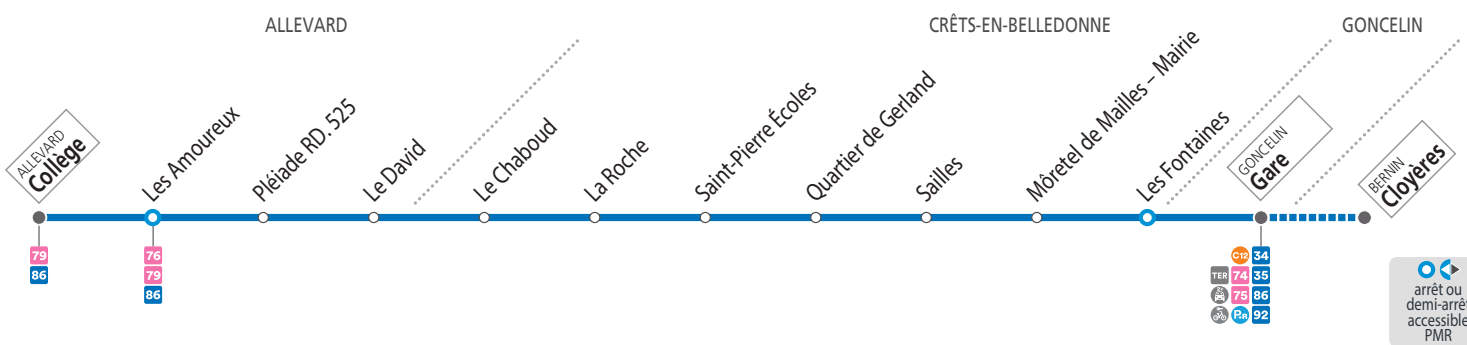 ALLEVARD
CRÊTS-EN-BELLEDONNE
GONCELIN
ALLEVARD
Collège
Les Amoureux
Pléiade RD. 525
Le David
Le Chaboud
La Roche
Saint-Pierre Écoles
Quartier de Gerland
Sailles
Môretel de Mailles – Mairie
Les Fontaines
GONCELIN
Gare
BERNIN
Cloyères
79
86
76
79
86
C12 34
TER 74 35
75 86
P+R 92
arrêt ou
demi-arrêt
accessible
PMR